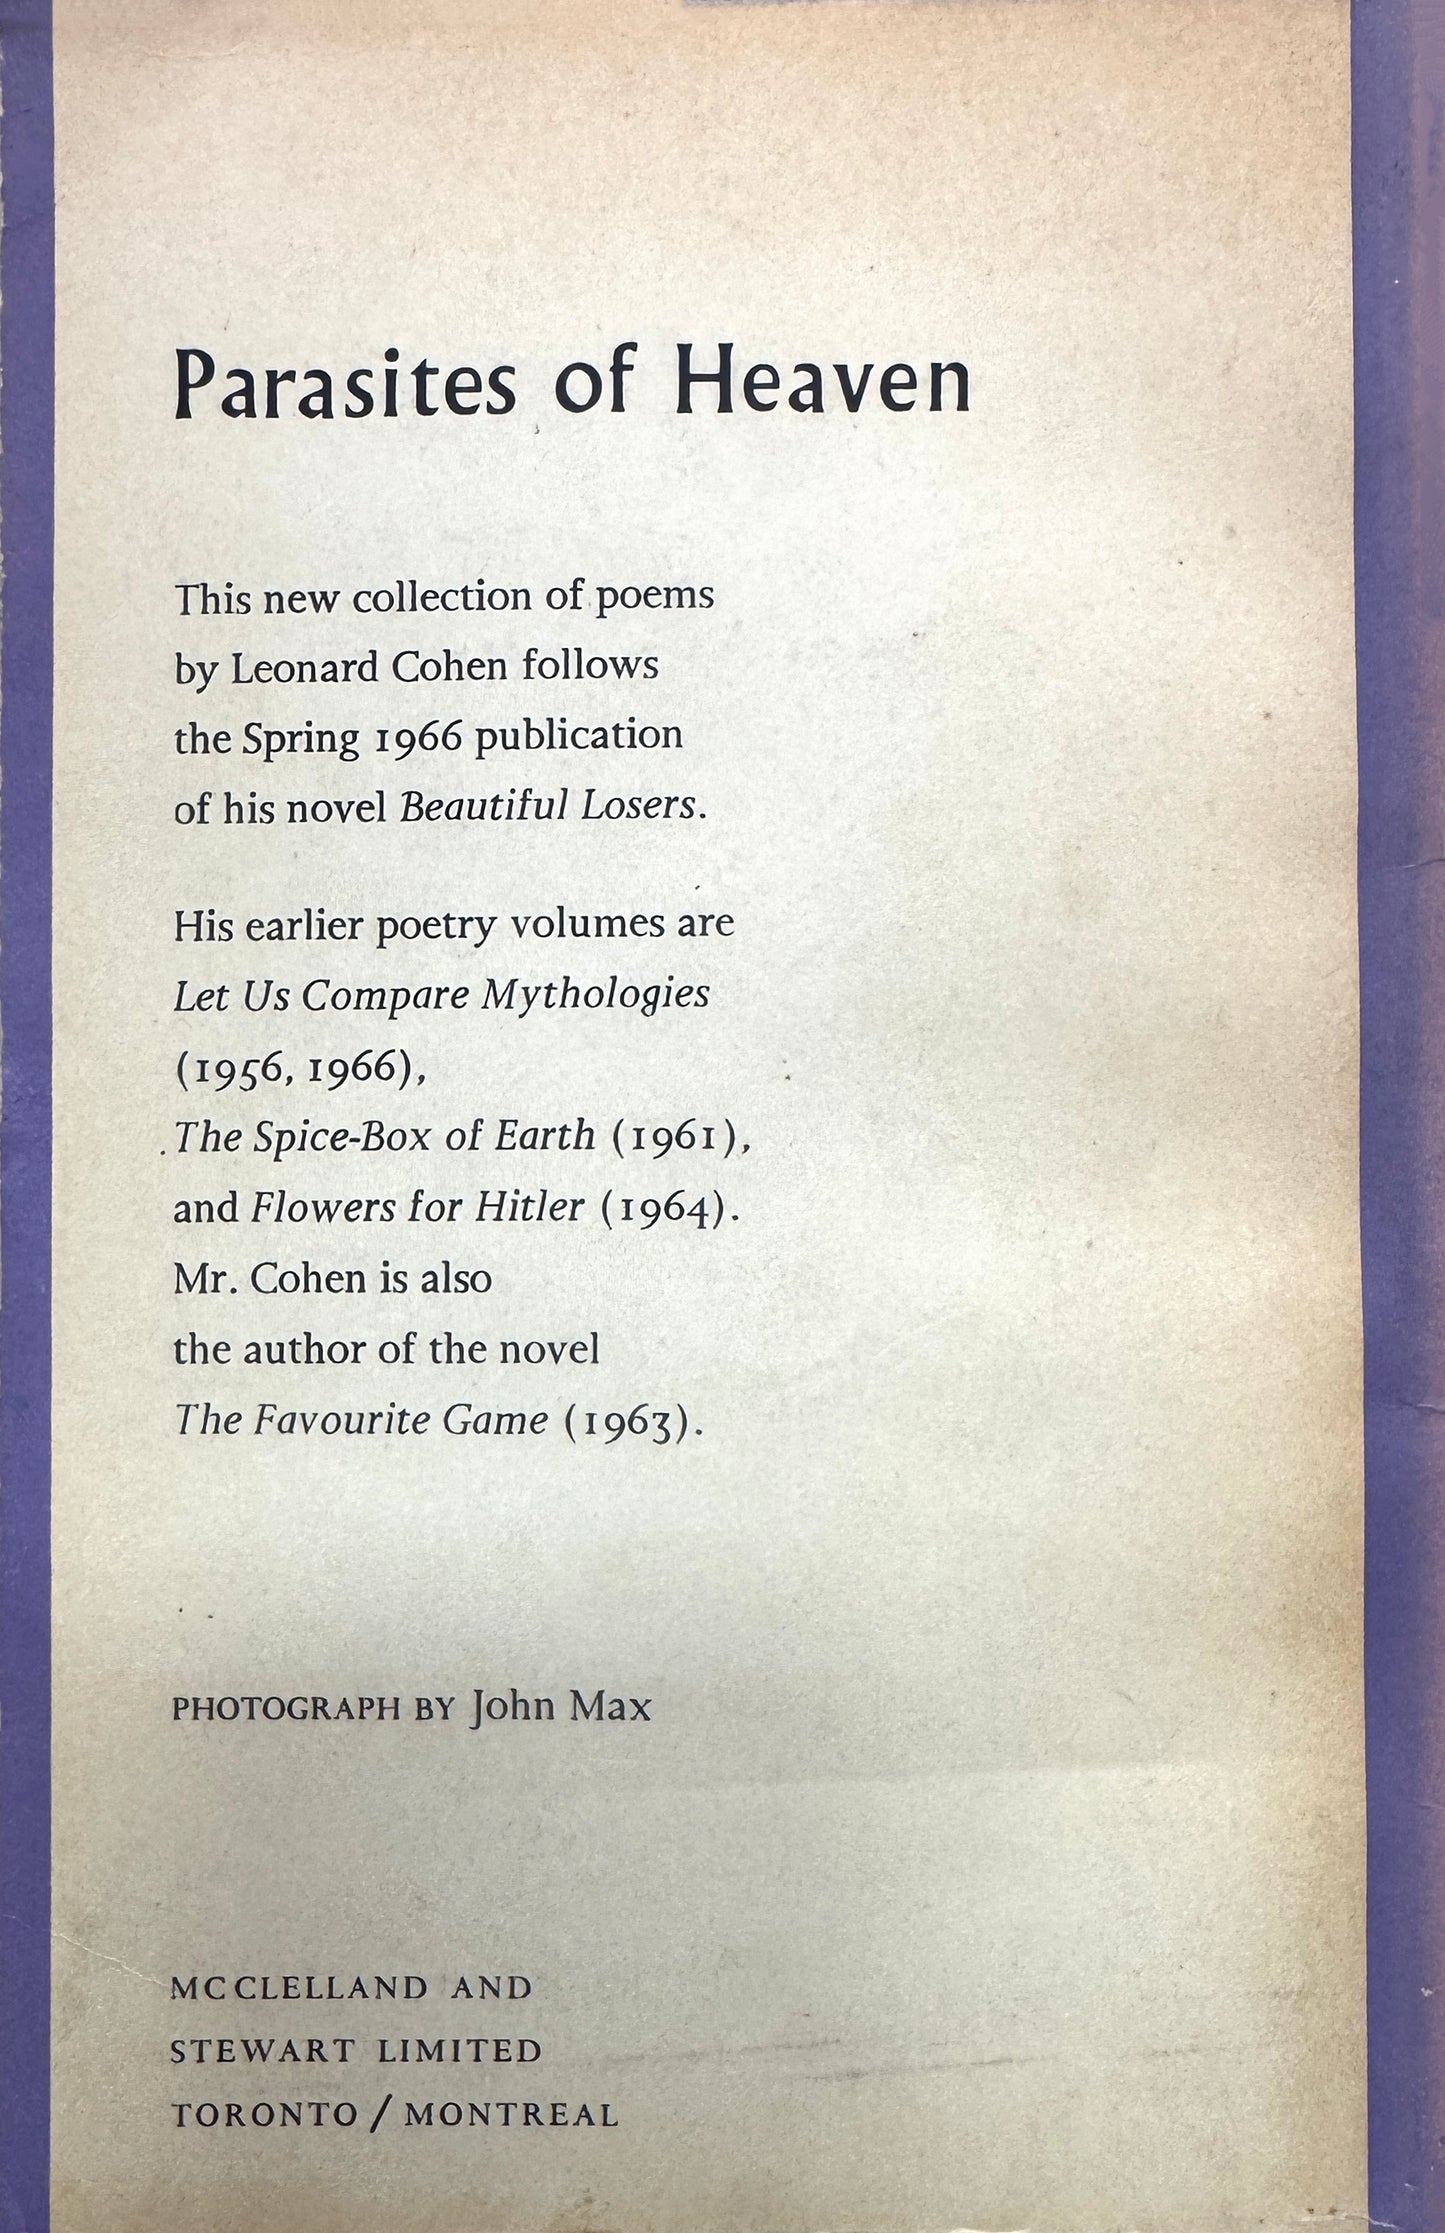 Parasites of Heaven
This new collection of poems
by Leonard Cohen follows
the Spring 1966 publication
of his novel Beautiful Losers.
His earlier poetry volumes are
Let Us Compare Mythologies
(1956, 1966),
The Spice-Box of Earth (1961),
and Flowers for Hitler (1964).
Mr. Cohen is also
the author of the novel
The Favourite Game (1963).
PHOTOGRAPH BY John Max
MCCLELLAND AND
STEWART LIMITED
TORONTO / MONTREAL